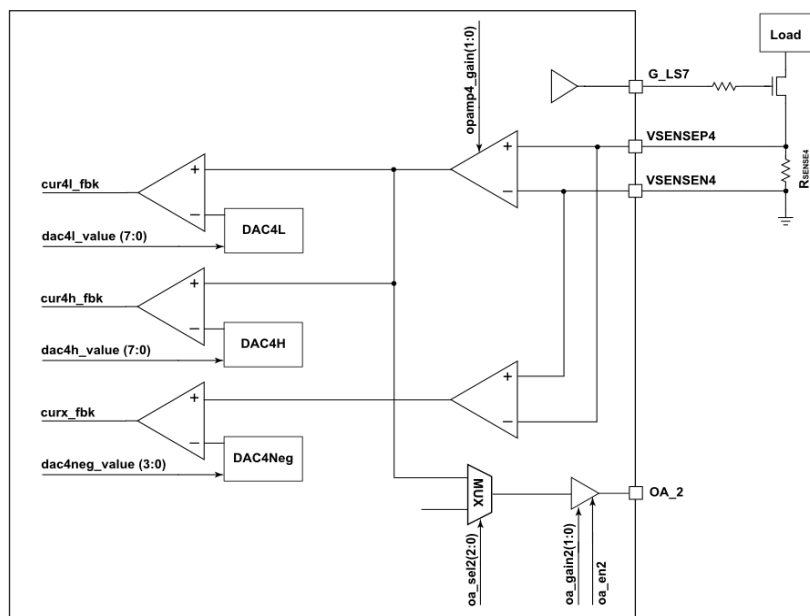 Load
G_LS7
opamp4_gain(1:0)
VSENSEP4
+
+
cur4l_fbk
VSENSEN4
RSENSE4
−
−
DAC4L
dac4l_value (7:0)
+
cur4h_fbk
−
DAC4H
dac4h_value (7:0)
+
+
curx_fbk
−
−
DAC4Neg
dac4neg_value (3:0)
MUX
OA_2
oa_sel2(2:0)
oa_gain2(1:0)
oa_en2